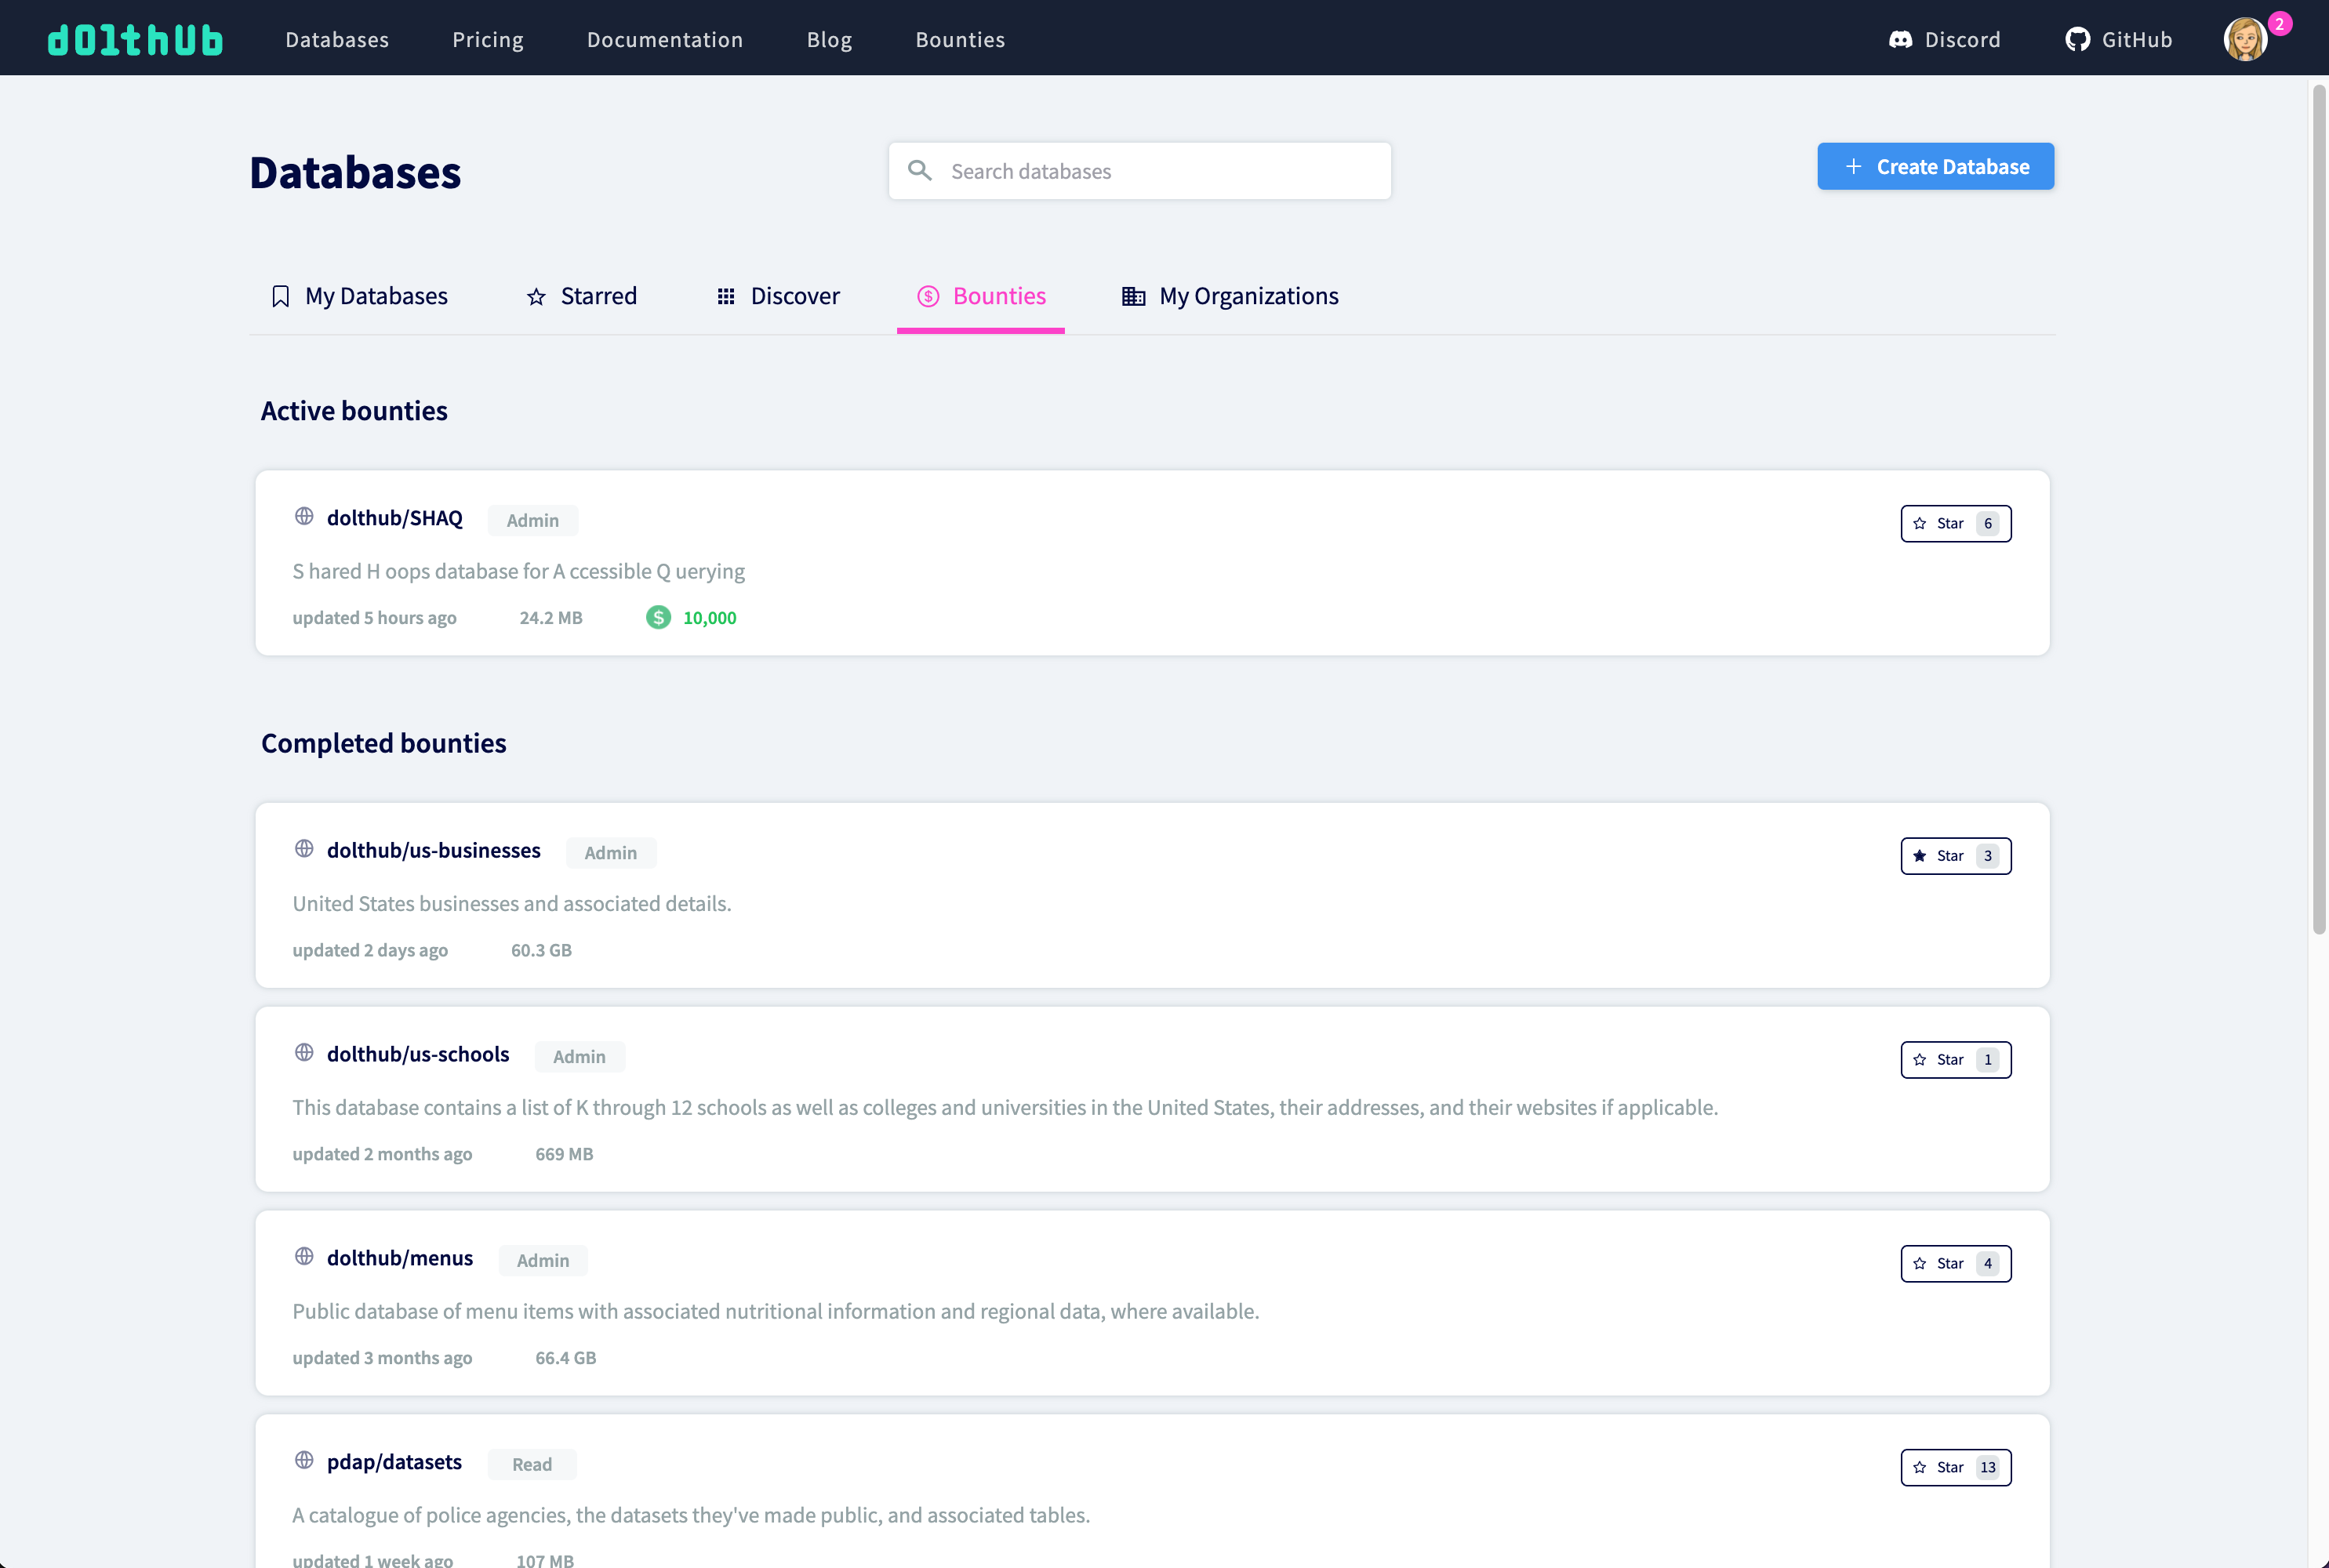 dolthub Databases Pricing Documentation Blog Bounties Discord GitHub 2
Databases Search databases + Create Database
My Databases Starred Discover Bounties My Organizations
Active bounties
dolthub/SHAQ Admin Star 6
S hared H oops database for A ccessible Q uerying
updated 5 hours ago 24.2 MB $ 10,000
Completed bounties
dolthub/us-businesses Admin Star 3
United States businesses and associated details.
updated 2 days ago 60.3 GB
dolthub/us-schools Admin Star 1
This database contains a list of K through 12 schools as well as colleges and universities in the United States, their addresses, and their websites if applicable.
updated 2 months ago 669 MB
dolthub/menus Admin Star 4
Public database of menu items with associated nutritional information and regional data, where available.
updated 3 months ago 66.4 GB
pdap/datasets Read Star 13
A catalogue of police agencies, the datasets they've made public, and associated tables.
updated 1 week ago 107 MB